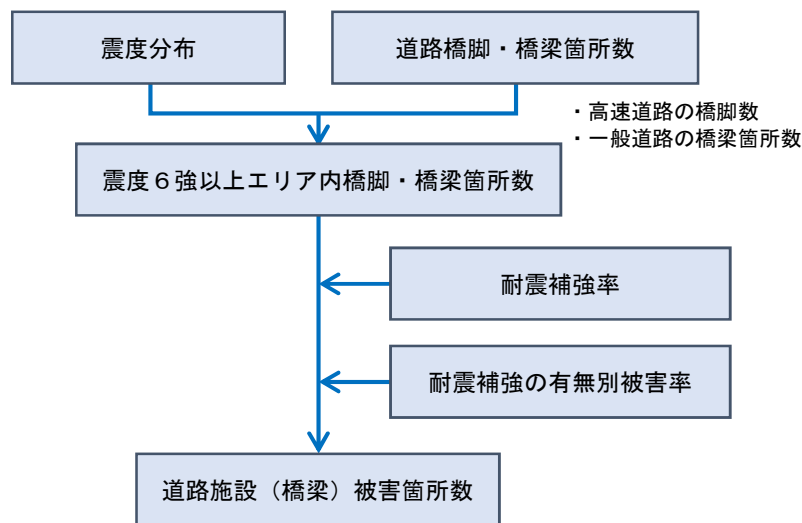 震度分布
道路橋脚・橋梁箇所数
・高速道路の橋脚数
・一般道路の橋梁箇所数
震度６強以上エリア内橋脚・橋梁箇所数
耐震補強率
耐震補強の有無別被害率
道路施設（橋梁）被害箇所数